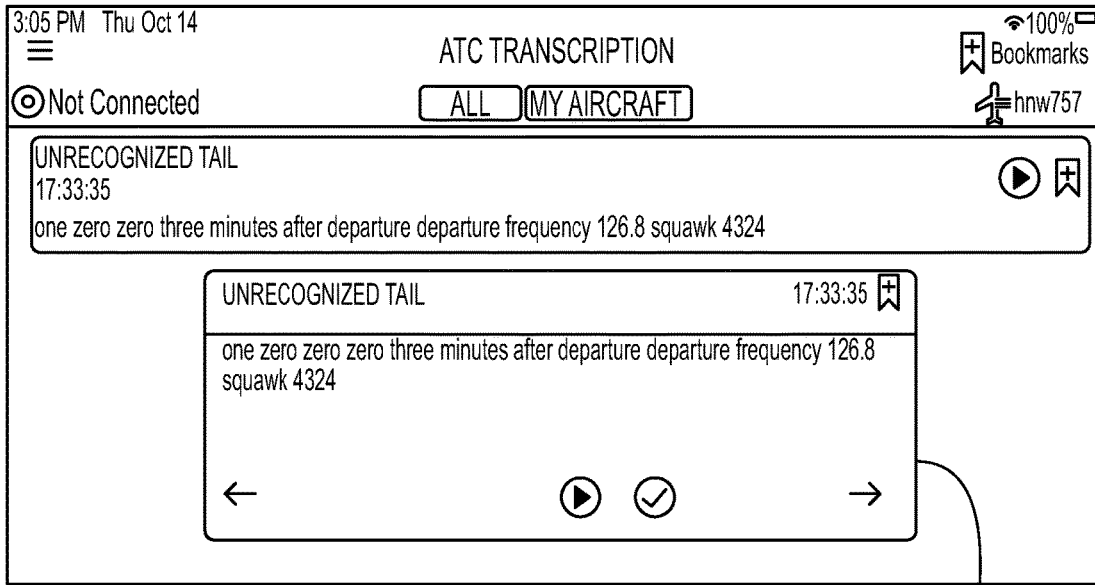 3:05 PM Thu Oct 14
100%
ATC TRANSCRIPTION
Bookmarks
Not Connected
ALL
MY AIRCRAFT
hnw757
UNRECOGNIZED TAIL
17:33:35
one zero zero three minutes after departure departure frequency 126.8 squawk 4324
UNRECOGNIZED TAIL 17:33:35
one zero zero zero three minutes after departure departure frequency 126.8
squawk 4324